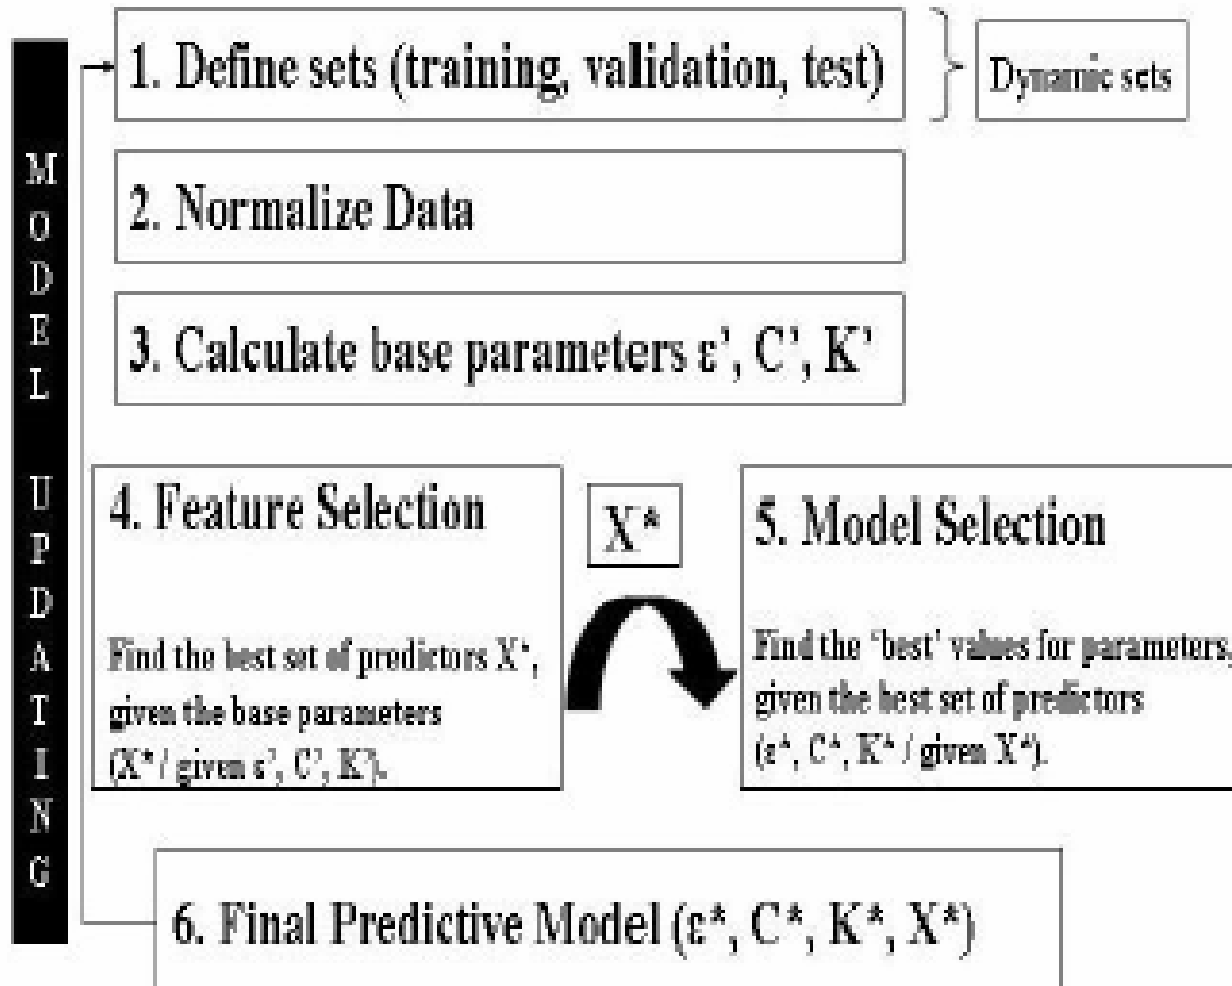 MODEL UPDATING
1. Define sets (training, validation, test)
Dynamic sets
2. Normalize Data
3. Calculate base parameters ε’, C’, K’
4. Feature Selection
Find the best set of predictors X*,
given the base parameters
(X* / given ε’, C’, K’).
X*
5. Model Selection
Find the ‘best’ values for parameters,
given the best set of predictors
(ε*, C*, K* / given X*).
6. Final Predictive Model (ε*, C*, K*, X*)